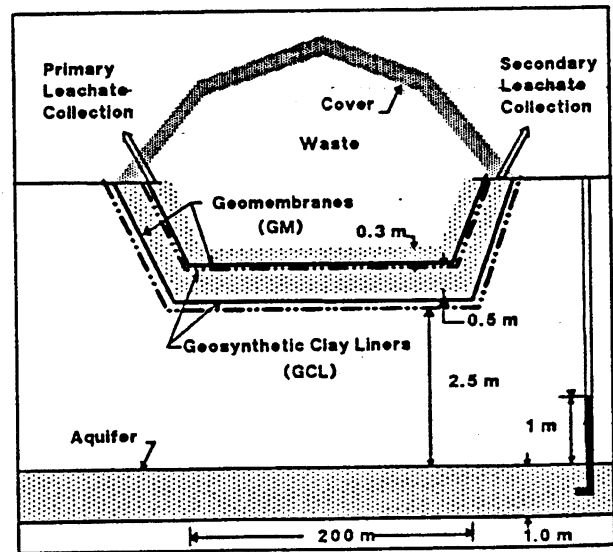 Primary
Leachate
Collection
Secondary
Leachate
Collection
Cover
Waste
Geomembranes
(GM)
0.3 m
0.5 m
Geosynthetic Clay Liners
(GCL)
2.5 m
1 m
Aquifer
200 m
1.0 m